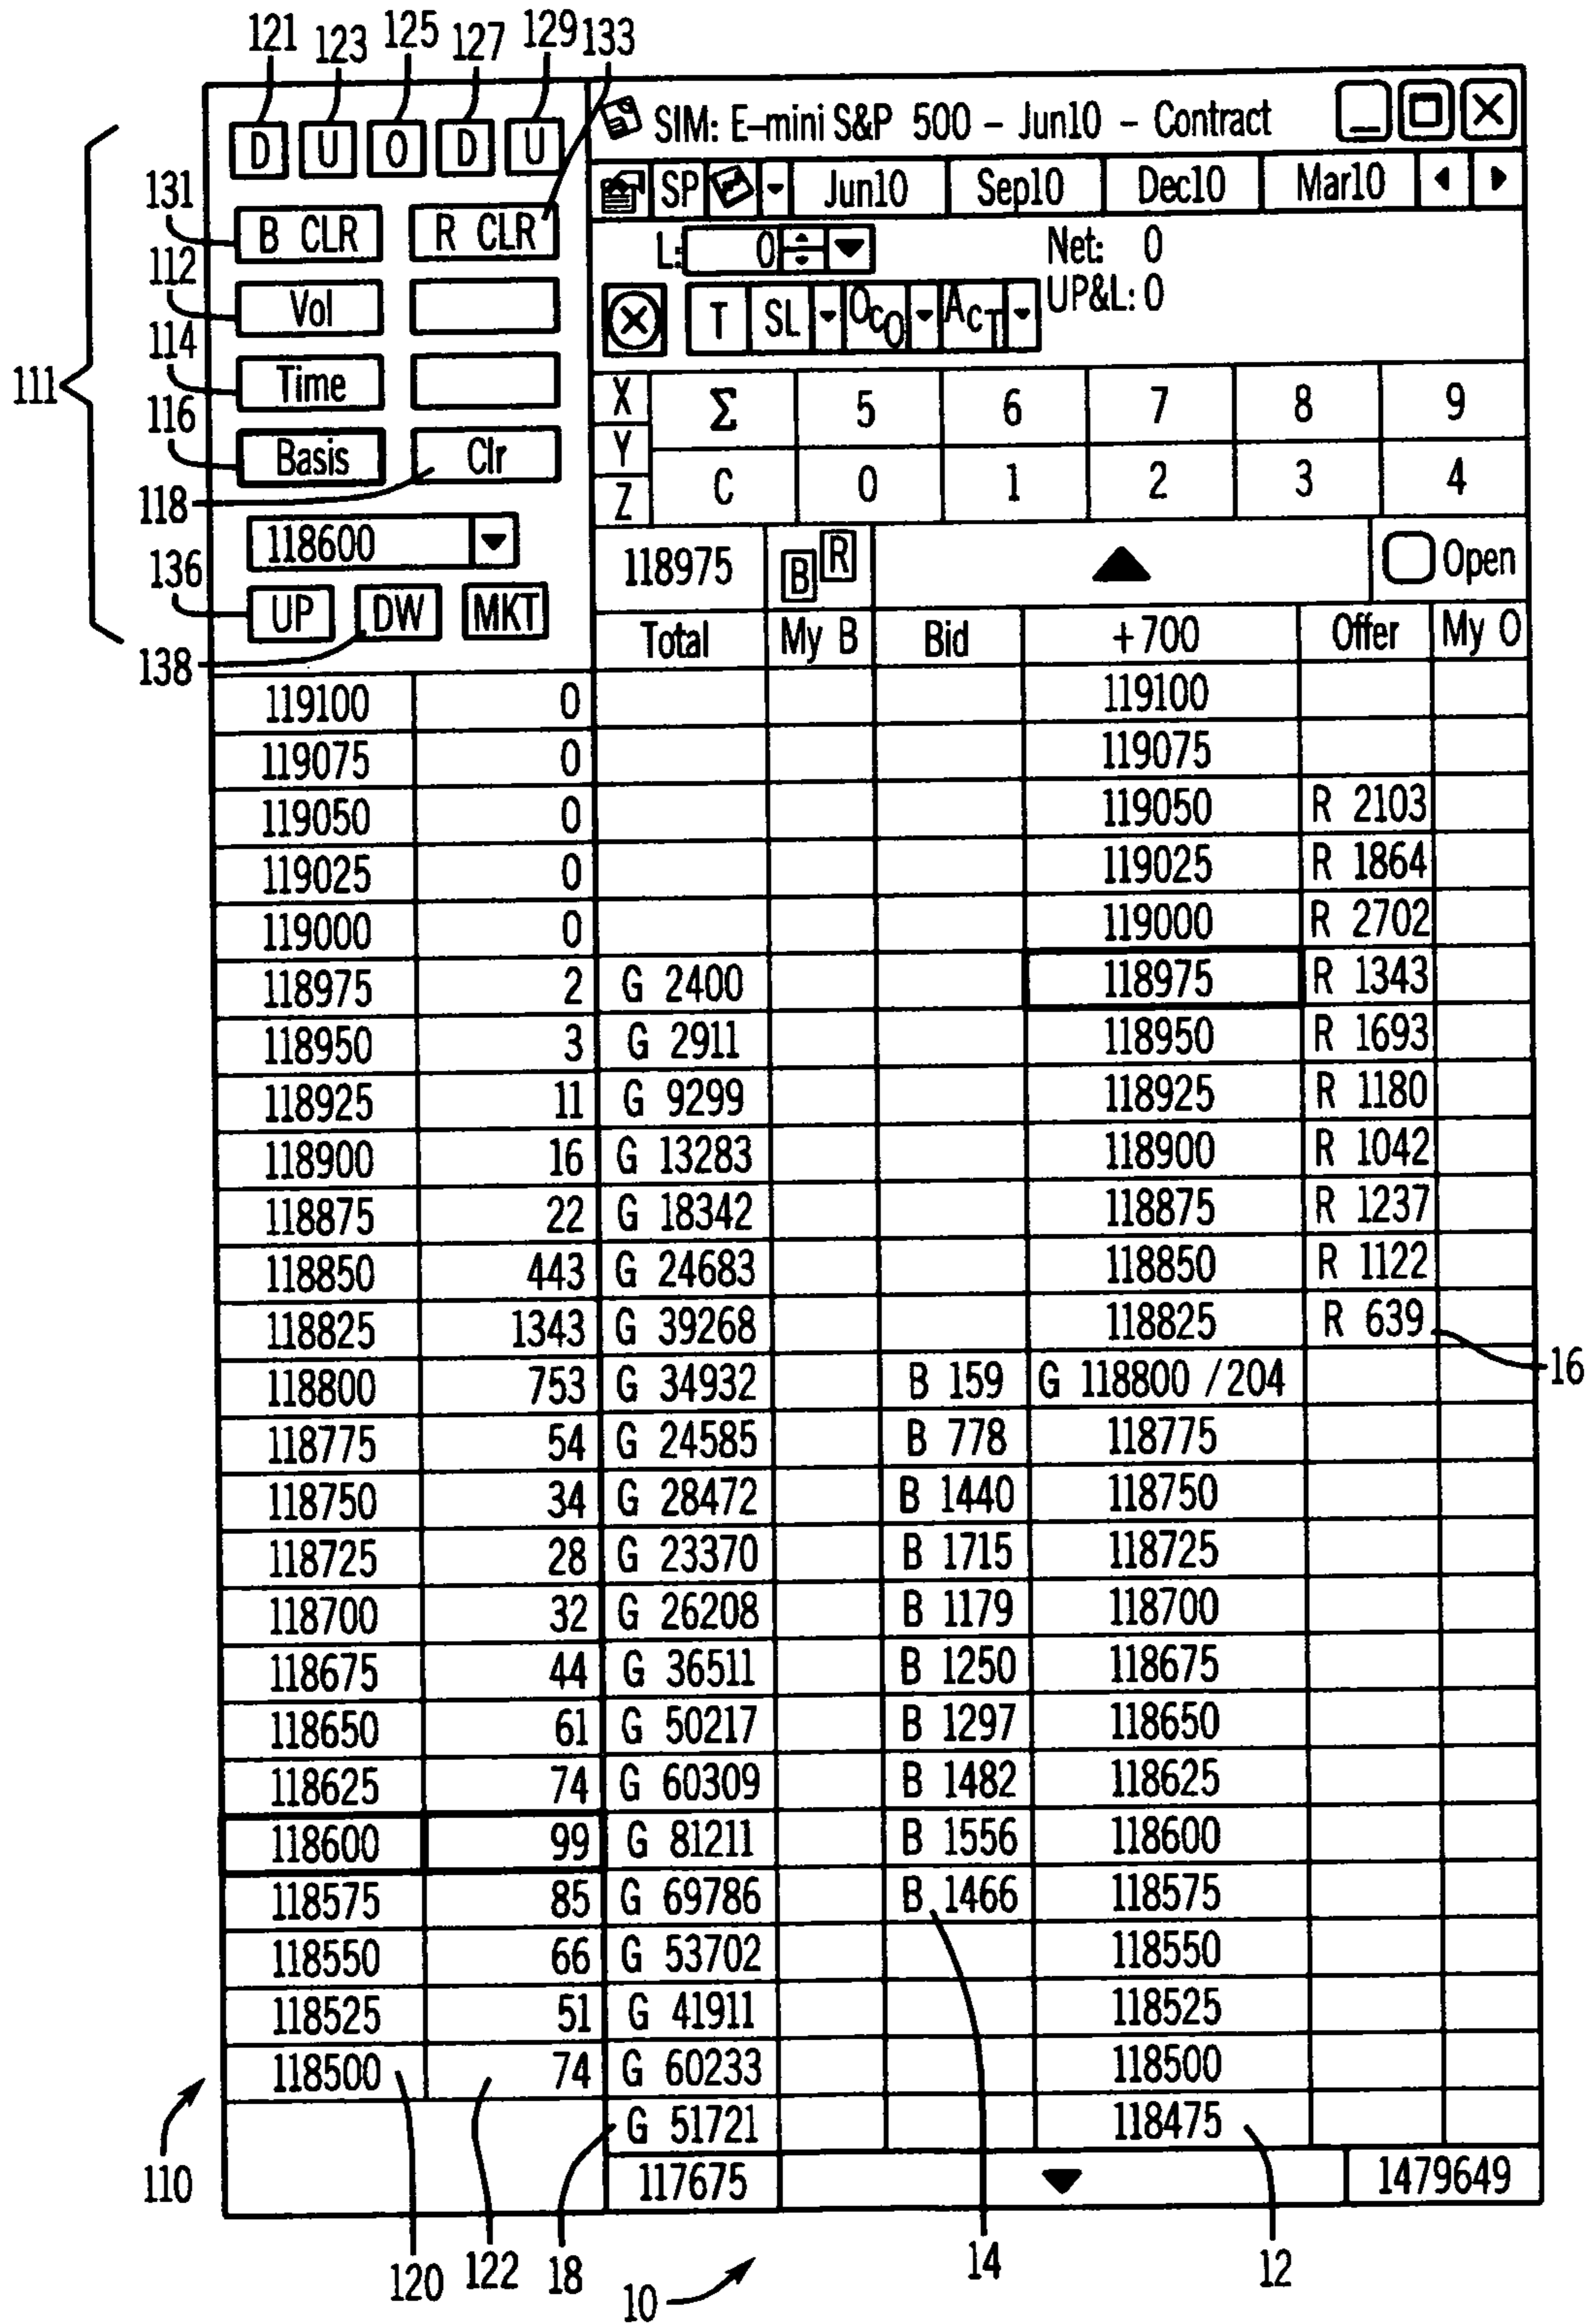 121 123 125 127 129 133
D U O D U
SIM: E-mini S&P 500 - Jun10 - Contract
131
B CLR R CLR
SP Jun10 Sep10 Dec10 Mar10
L: 0 Net: 0
112
Vol
T SL OCO ACT UP&L: 0
114
111
Time
X Σ 5 6 7 8 9
116
Y
Basis Clr
Z C 0 1 2 3 4
118
118600
118975 B R Open
136
UP DW MKT
138
Total My B Bid +700 Offer My O
119100 0 119100
119075 0 119075
119050 0 119050 R 2103
119025 0 119025 R 1864
119000 0 119000 R 2702
118975 2 G 2400 118975 R 1343
118950 3 G 2911 118950 R 1693
118925 11 G 9299 118925 R 1180
118900 16 G 13283 118900 R 1042
118875 22 G 18342 118875 R 1237
118850 443 G 24683 118850 R 1122
118825 1343 G 39268 118825 R 639
16
118800 753 G 34932 B 159 G 118800 /204
118775 54 G 24585 B 778 118775
118750 34 G 28472 B 1440 118750
118725 28 G 23370 B 1715 118725
118700 32 G 26208 B 1179 118700
118675 44 G 36511 B 1250 118675
118650 61 G 50217 B 1297 118650
118625 74 G 60309 B 1482 118625
118600 99 G 81211 B 1556 118600
118575 85 G 69786 B 1466 118575
118550 66 G 53702 118550
118525 51 G 41911 118525
118500 74 G 60233 118500
G 51721 118475
110
117675 1479649
120 122 18 10 14 12